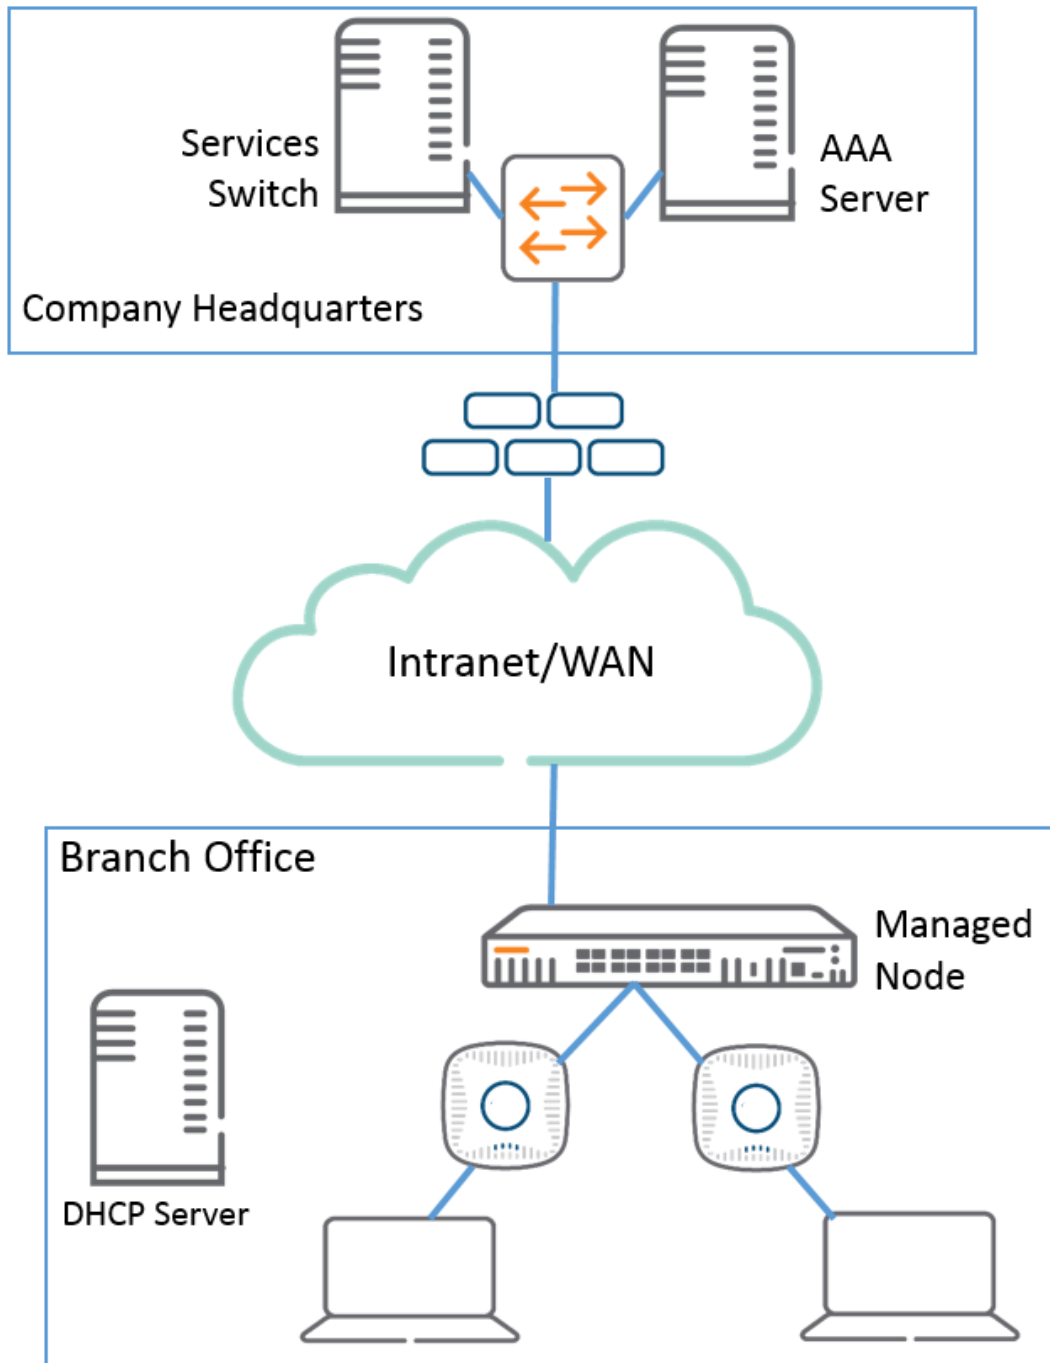 Services
Switch
AAA
Server
Company Headquarters
Intranet/WAN
Branch Office
Managed
Node
DHCP Server